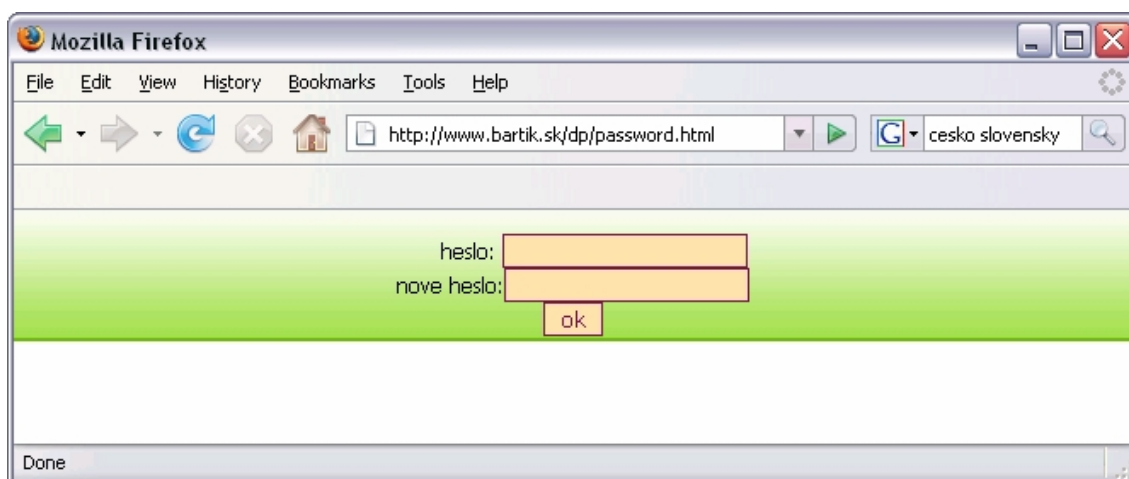 Mozilla Firefox
File Edit View History Bookmarks Tools Help
http://www.bartik.sk/dp/password.html G cesko slovensky
heslo:
nove heslo:
ok
Done